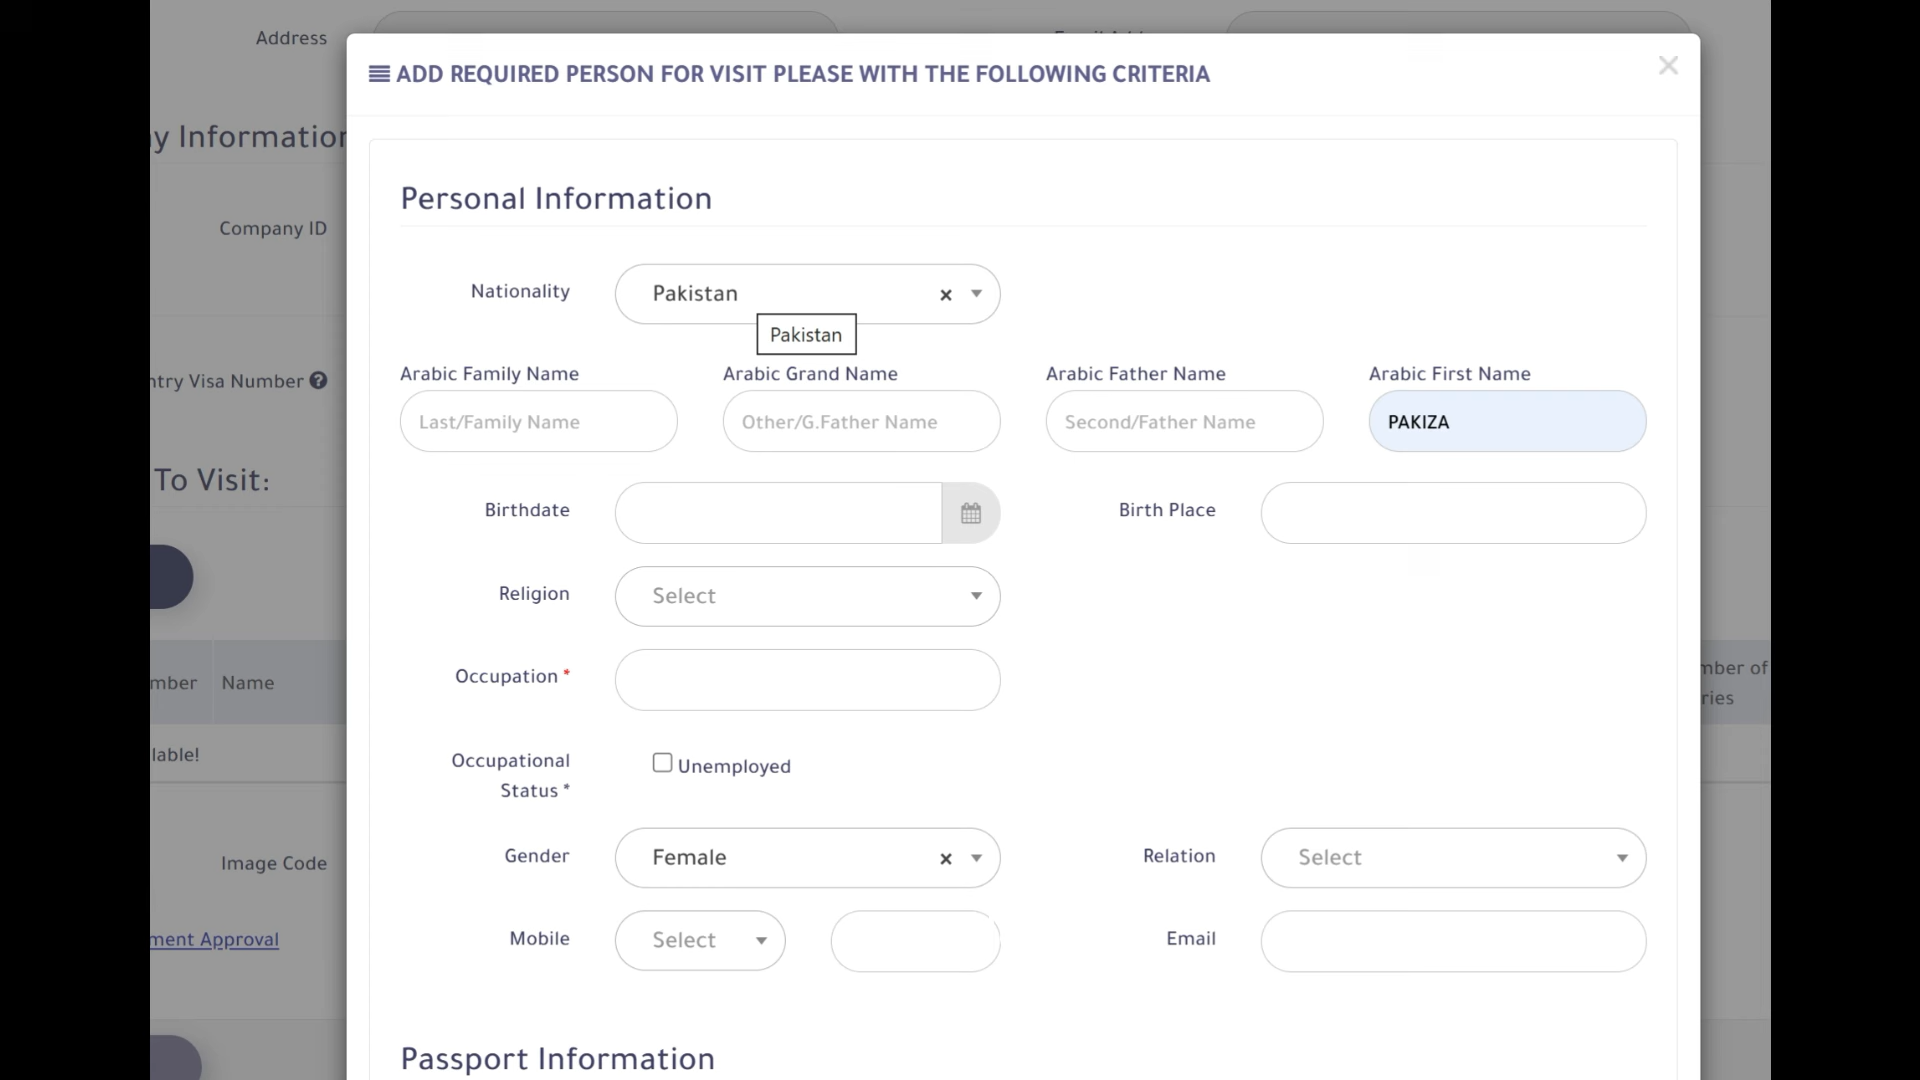 Address
ADD REQUIRED PERSON FOR VISIT PLEASE WITH THE FOLLOWING CRITERIA
×
y Information
Personal Information
Company ID
Nationality
Pakistan
×
Pakistan
ntry Visa Number
Arabic Family Name
Arabic Grand Name
Arabic Father Name
Arabic First Name
Last/Family Name
Other/G.Father Name
Second/Father Name
PAKIZA
To Visit:
Birthdate
Birth Place
Religion
Select
Occupation *
mber
Name
mber of
ries
lable!
Occupational
Status *
Unemployed
Image Code
Gender
Female
×
Relation
Select
ment Approval
Mobile
Select
Email
Passport Information